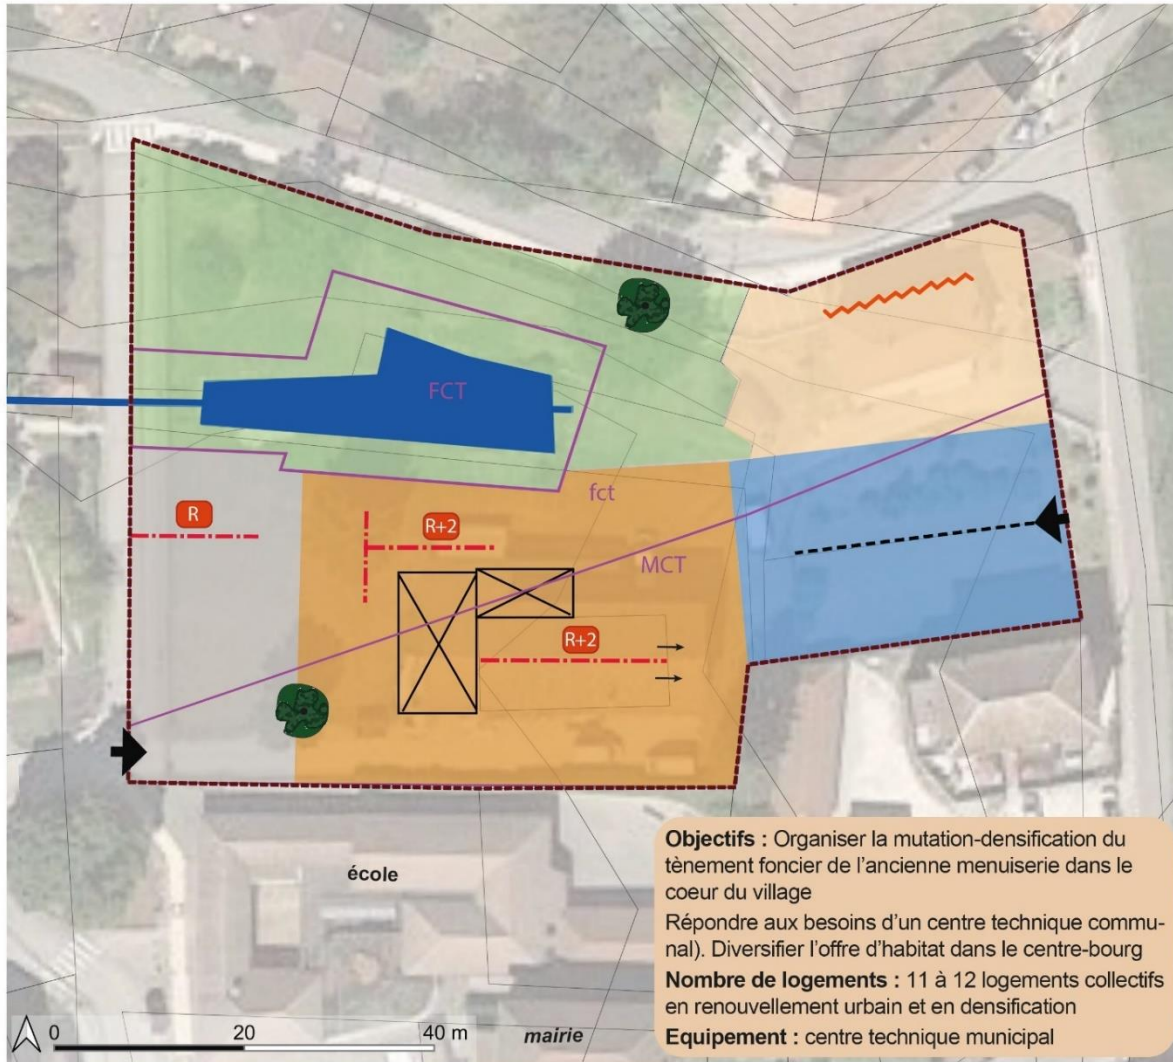 FCT
fct
R
R+2
MCT
R+2
école
Objectifs : Organiser la mutation-densification du
tènement foncier de l'ancienne menuiserie dans le
coeur du village
Répondre aux besoins d'un centre technique commu-
nal). Diversifier l'offre d'habitat dans le centre-bourg
Nombre de logements : 11 à 12 logements collectifs
en renouvellement urbain et en densification
Equipement : centre technique municipal
0 20 40 m
mairie